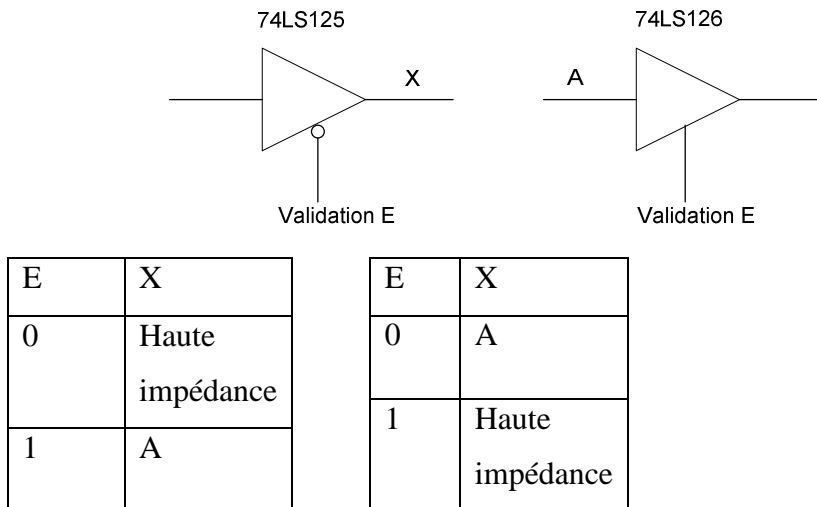 74LS125
74LS126
X
A
Validation E
Validation E
E X
0 Haute
impédance
1 A
E X
0 A
1 Haute
impédance